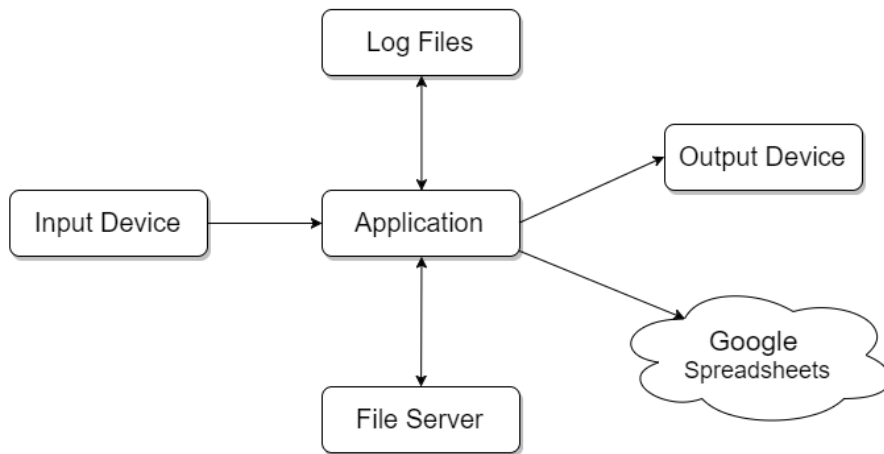 Log Files
Output Device
Input Device
Application
Google
Spreadsheets
File Server